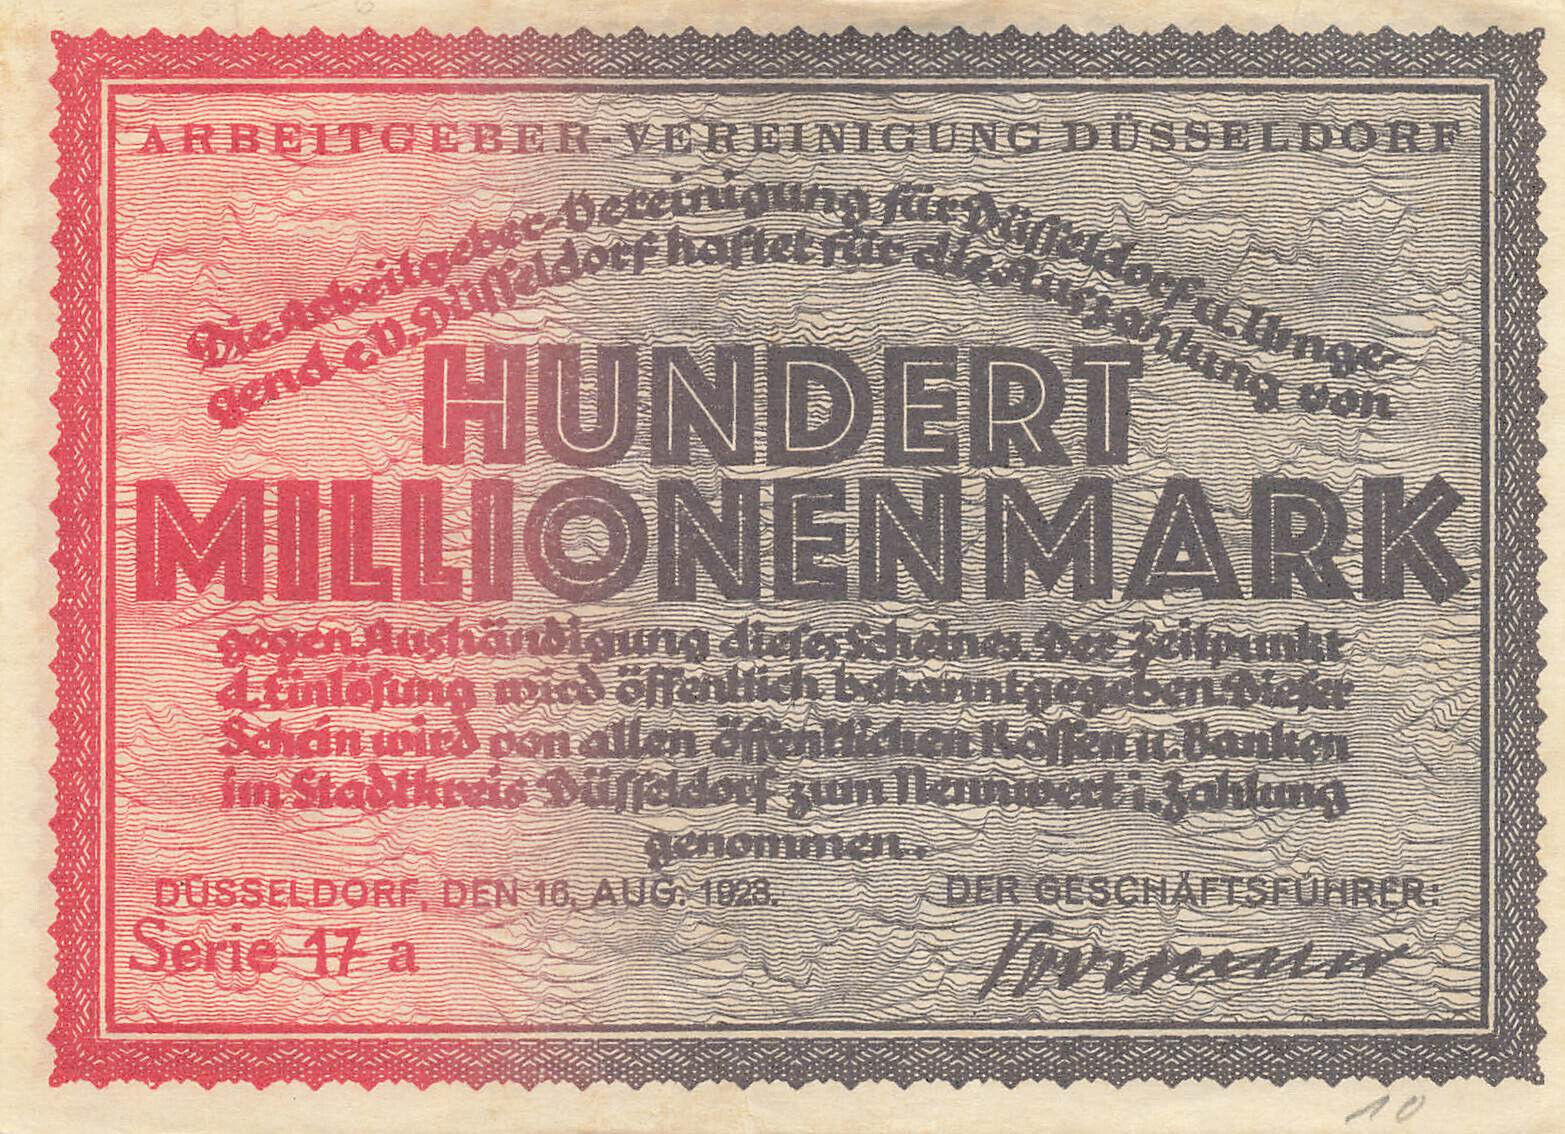 ARBEITGEBER-VEREINIGUNG DÜSSELDORF
Die Arbeitgeber-Vereinigung für Düsseldorf u. Umge-
gend e.V. Düsseldorf haftet für die Auszahlung von
HUNDERT
MILLIONEN MARK
gegen Aushändigung dieses Scheines. Der Zeitpunkt
d. Einlösung wird öffentlich bekanntgegeben. Dieser
Schein wird von allen öffentlichen Kassen u. Banken
im Stadtkreis Düsseldorf zum Nennwert i. Zahlung
genommen.
DÜSSELDORF, DEN 16. AUG. 1923.
DER GESCHÄFTSFÜHRER:
Serie 17 a
10